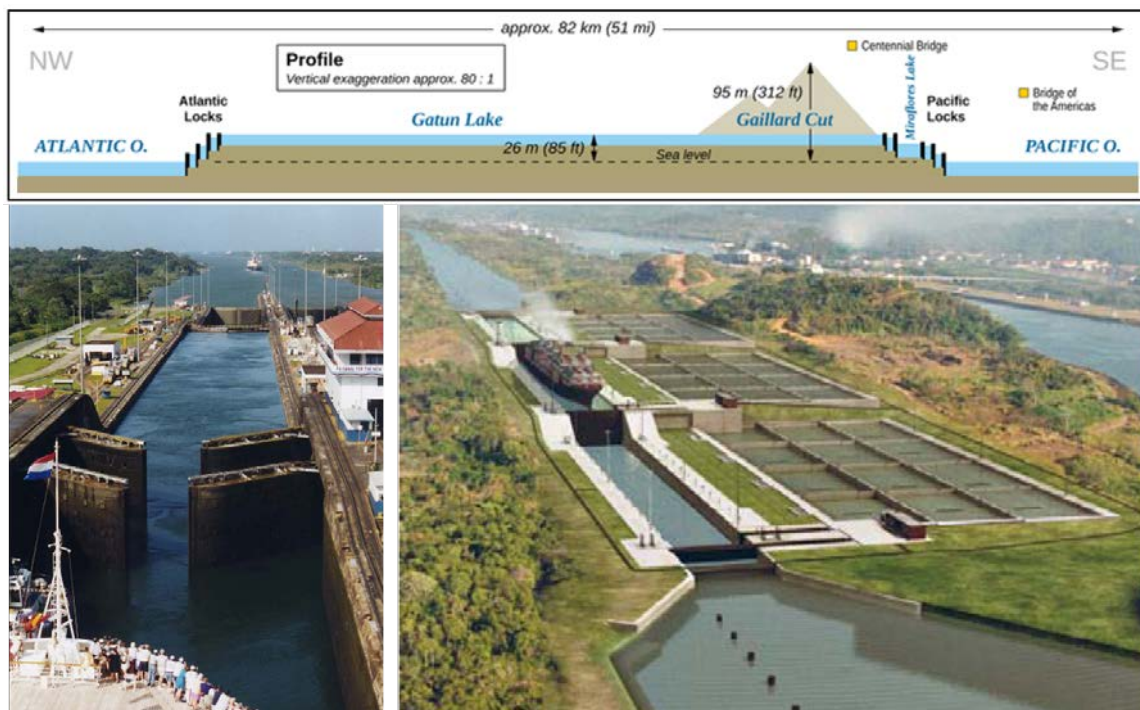 approx. 82 km (51 mi)
NW
SE
Profile
Vertical exaggeration approx. 80 : 1
Centennial Bridge
Bridge of
the Americas
Atlantic
Locks
Gatun Lake
95 m (312 ft)
Gaillard Cut
Miraflores Lake
Pacific
Locks
ATLANTIC O.
26 m (85 ft)
Sea level
PACIFIC O.